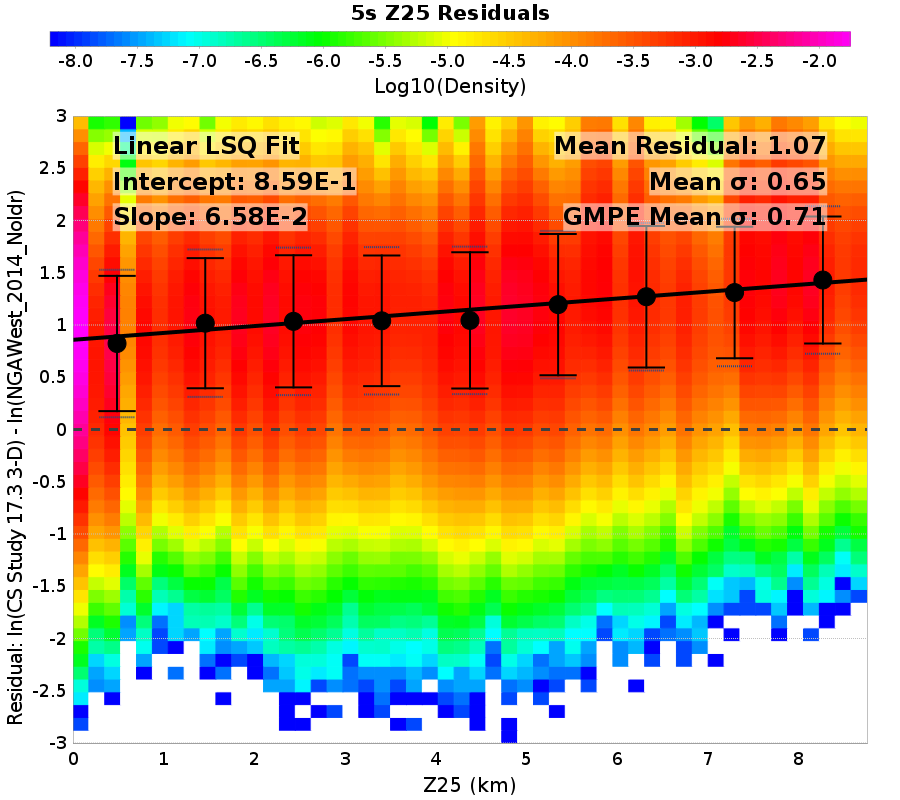 5s Z25 Residuals
-8.0 -7.5 -7.0 -6.5 -6.0 -5.5 -5.0 -4.5 -4.0 -3.5 -3.0 -2.5 -2.0
Log10(Density)
Linear LSQ Fit
Intercept: 8.59E-1
Slope: 6.58E-2
Mean Residual: 1.07
Mean σ: 0.65
GMPE Mean σ: 0.71
Residual: ln(CS Study 17.3 3-D) - ln(NGAWest_2014_NoIdr)
3
2.5
2
1.5
1
0.5
0
-0.5
-1
-1.5
-2
-2.5
-3
0 1 2 3 4 5 6 7 8
Z25 (km)